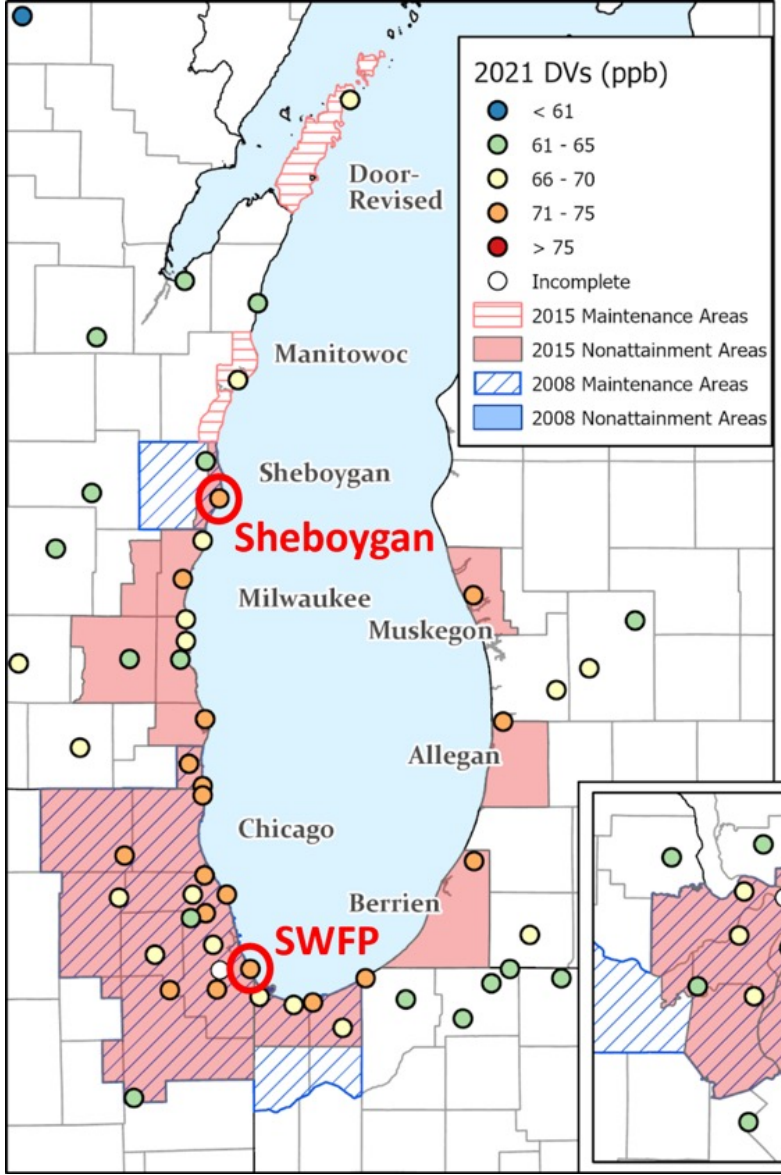 2021 DVs (ppb)
< 61
61 - 65
66 - 70
71 - 75
> 75
Incomplete
2015 Maintenance Areas
2015 Nonattainment Areas
2008 Maintenance Areas
2008 Nonattainment Areas
Door-
Revised
Manitowoc
Sheboygan
Sheboygan
Milwaukee
Muskegon
Allegan
Chicago
Berrien
SWFP